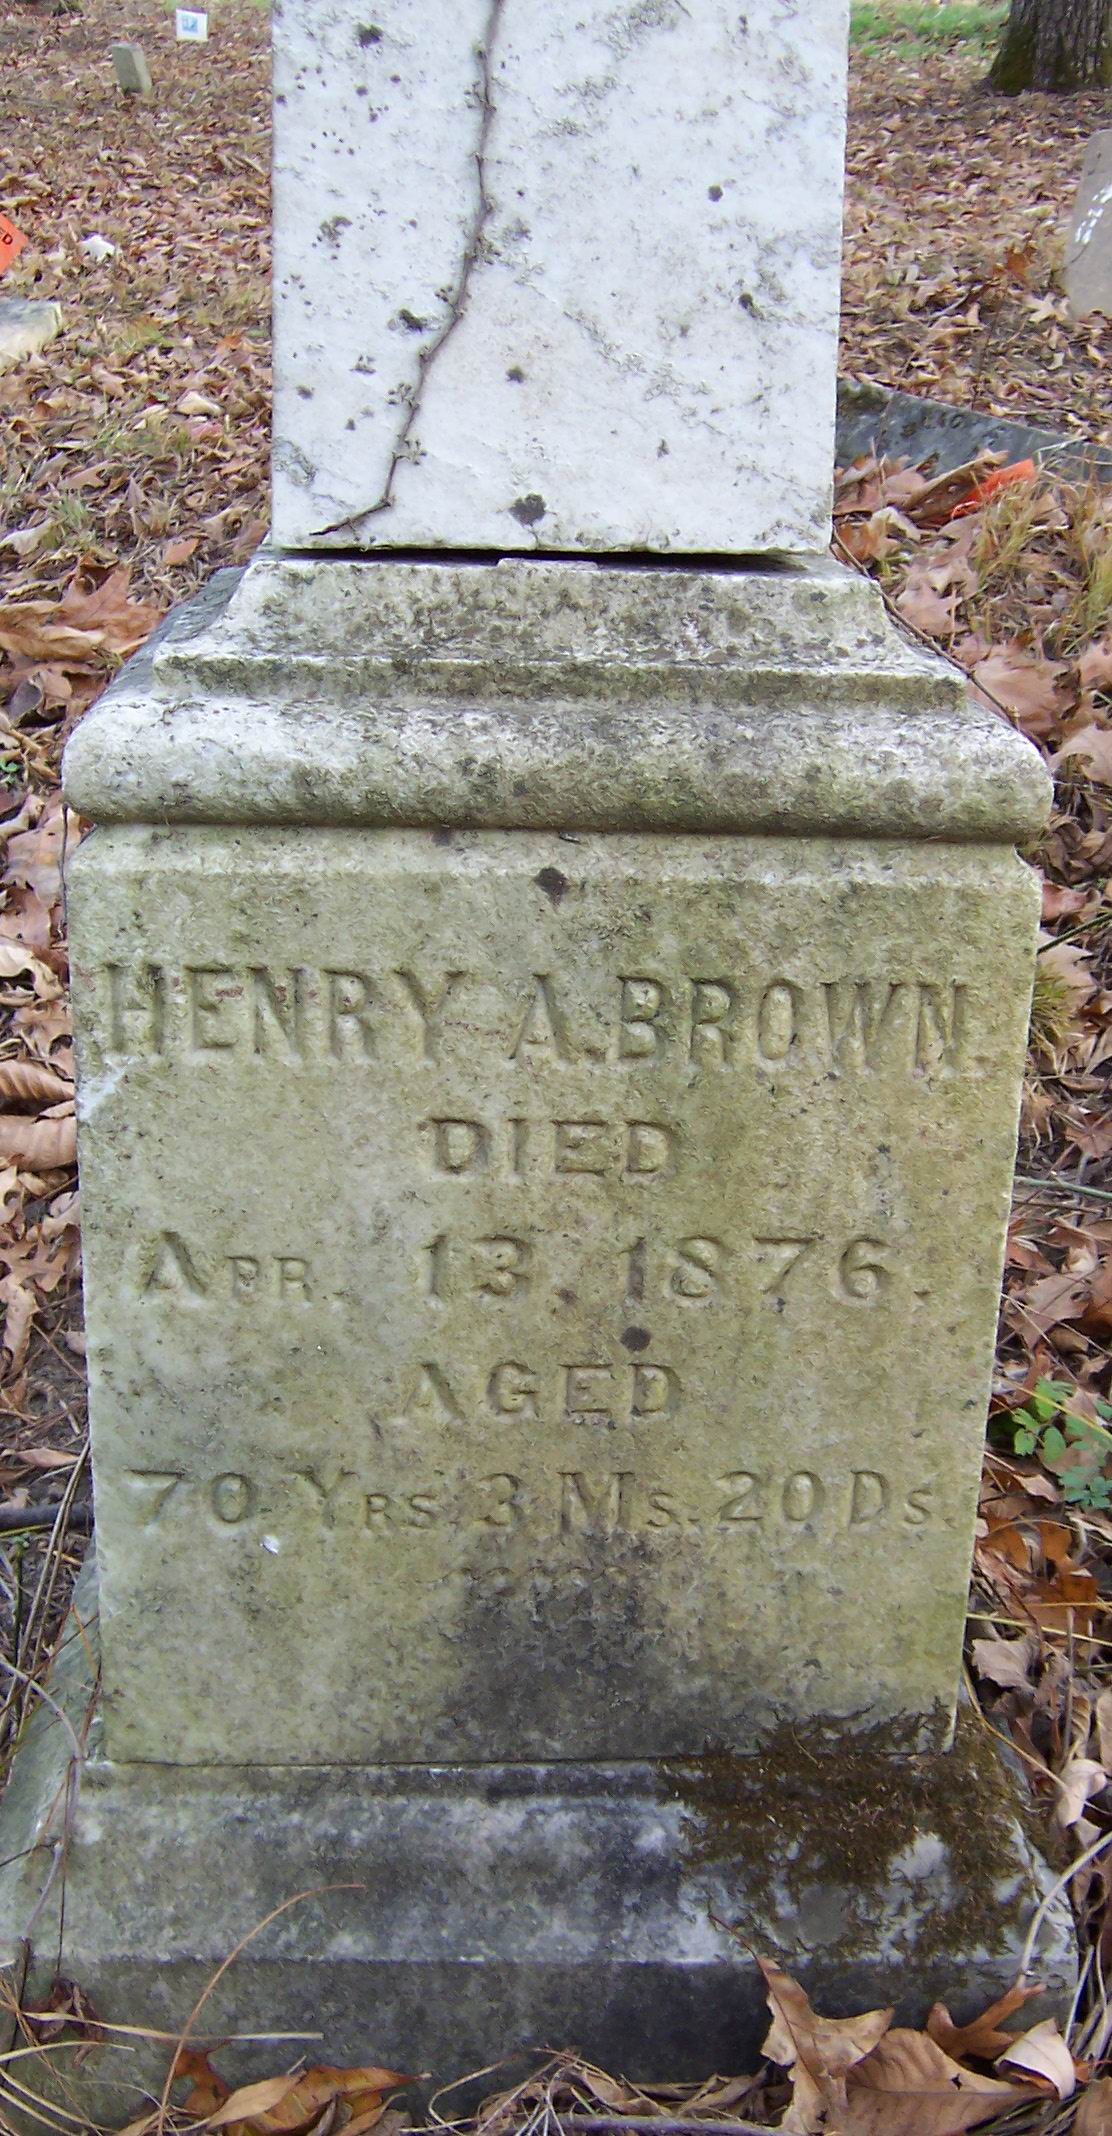 HENRY A. BROWN.
DIED
APR. 13. 1876.
AGED
70 YRS. 3 MS. 20 DS.